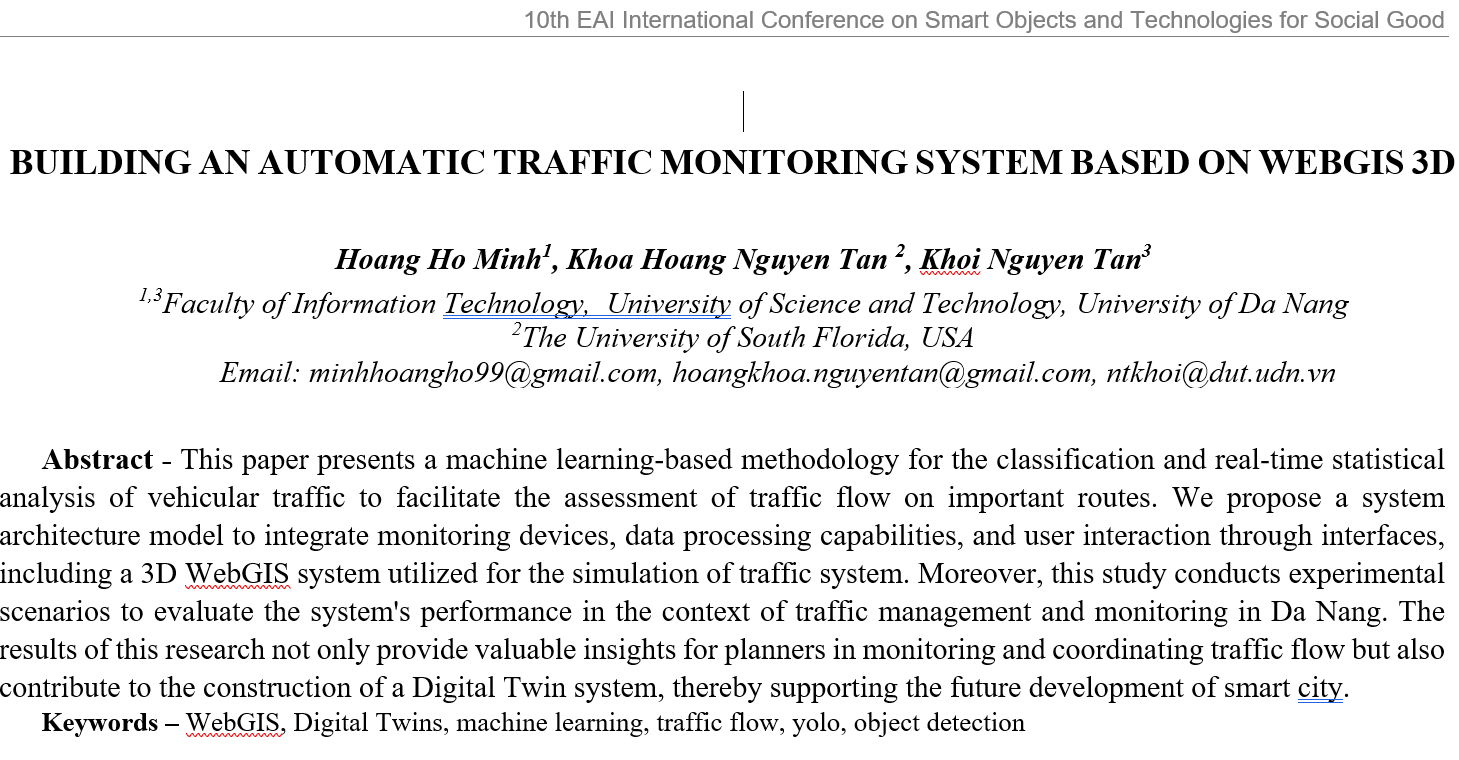 10th EAI International Conference on Smart Objects and Technologies for Social Good
BUILDING AN AUTOMATIC TRAFFIC MONITORING SYSTEM BASED ON WEBGIS 3D
Hoang Ho Minh1, Khoa Hoang Nguyen Tan 2, Khoi Nguyen Tan3
1,3Faculty of Information Technology, University of Science and Technology, University of Da Nang
2The University of South Florida, USA
Email: minhhoangho99@gmail.com, hoangkhoa.nguyentan@gmail.com, ntkhoi@dut.udn.vn
Abstract - This paper presents a machine learning-based methodology for the classification and real-time statistical
analysis of vehicular traffic to facilitate the assessment of traffic flow on important routes. We propose a system
architecture model to integrate monitoring devices, data processing capabilities, and user interaction through interfaces,
including a 3D WebGIS system utilized for the simulation of traffic system. Moreover, this study conducts experimental
scenarios to evaluate the system's performance in the context of traffic management and monitoring in Da Nang. The
results of this research not only provide valuable insights for planners in monitoring and coordinating traffic flow but also
contribute to the construction of a Digital Twin system, thereby supporting the future development of smart city.
Keywords – WebGIS, Digital Twins, machine learning, traffic flow, yolo, object detection